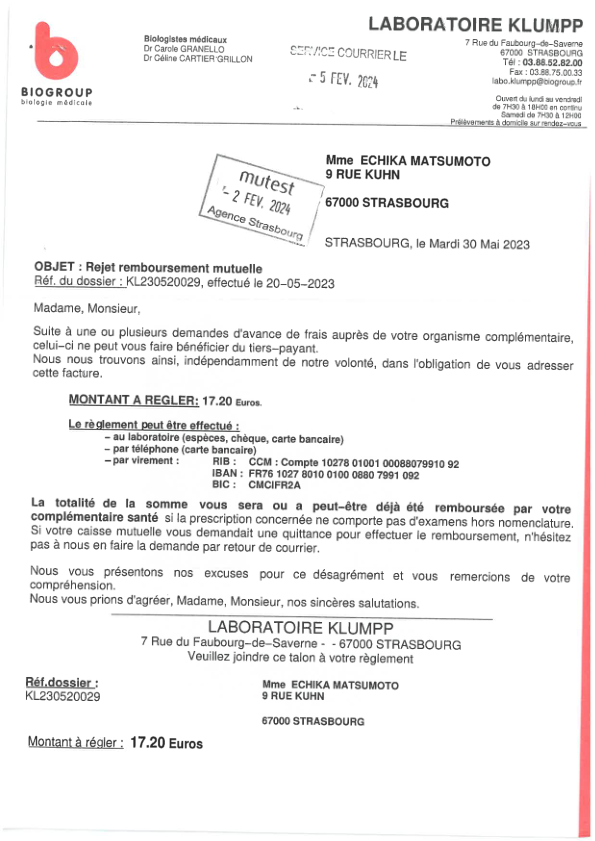 LABORATOIRE KLUMPP
7 Rue du Faubourg-de-Saverne
67000 STRASBOURG
Tél : 03.88.52.82.00
Fax : 03.88.75.00.33
labo.klumpp@biogroup.fr
Ouvert du lundi au vendredi
de 7H30 à 18H00 en continu
Samedi de 7H30 à 12H00
Prélèvements à domicile sur rendez-vous
Biologistes médicaux
Dr Carole GRANELLO
Dr Céline CARTIER-GRILLON
SERVICE COURRIER LE
- 5 FEV. 2024
BIOGROUP
biologie médicale
mutest
- 2 FEV. 2024
Agence Strasbourg
Mme ECHIKA MATSUMOTO
9 RUE KUHN
67000 STRASBOURG
STRASBOURG, le Mardi 30 Mai 2023
OBJET : Rejet remboursement mutuelle
Réf. du dossier : KL230520029, effectué le 20-05-2023
Madame, Monsieur,
Suite à une ou plusieurs demandes d'avance de frais auprès de votre organisme complémentaire,
celui-ci ne peut vous faire bénéficier du tiers-payant.
Nous nous trouvons ainsi, indépendamment de notre volonté, dans l'obligation de vous adresser
cette facture.
MONTANT A REGLER: 17.20 Euros.
Le règlement peut être effectué :
- au laboratoire (espèces, chèque, carte bancaire)
- par téléphone (carte bancaire)
- par virement : RIB : CCM : Compte 10278 01001 00088079910 92
IBAN : FR76 1027 8010 0100 0880 7991 092
BIC : CMCIFR2A
La totalité de la somme vous sera ou a peut-être déjà été remboursée par votre
complémentaire santé si la prescription concernée ne comporte pas d'examens hors nomenclature.
Si votre caisse mutuelle vous demandait une quittance pour effectuer le remboursement, n'hésitez
pas à nous en faire la demande par retour de courrier.
Nous vous présentons nos excuses pour ce désagrément et vous remercions de votre
compréhension.
Nous vous prions d'agréer, Madame, Monsieur, nos sincères salutations.
LABORATOIRE KLUMPP
7 Rue du Faubourg-de-Saverne - - 67000 STRASBOURG
Veuillez joindre ce talon à votre règlement
Réf.dossier :
KL230520029
Mme ECHIKA MATSUMOTO
9 RUE KUHN
67000 STRASBOURG
Montant à régler : 17.20 Euros